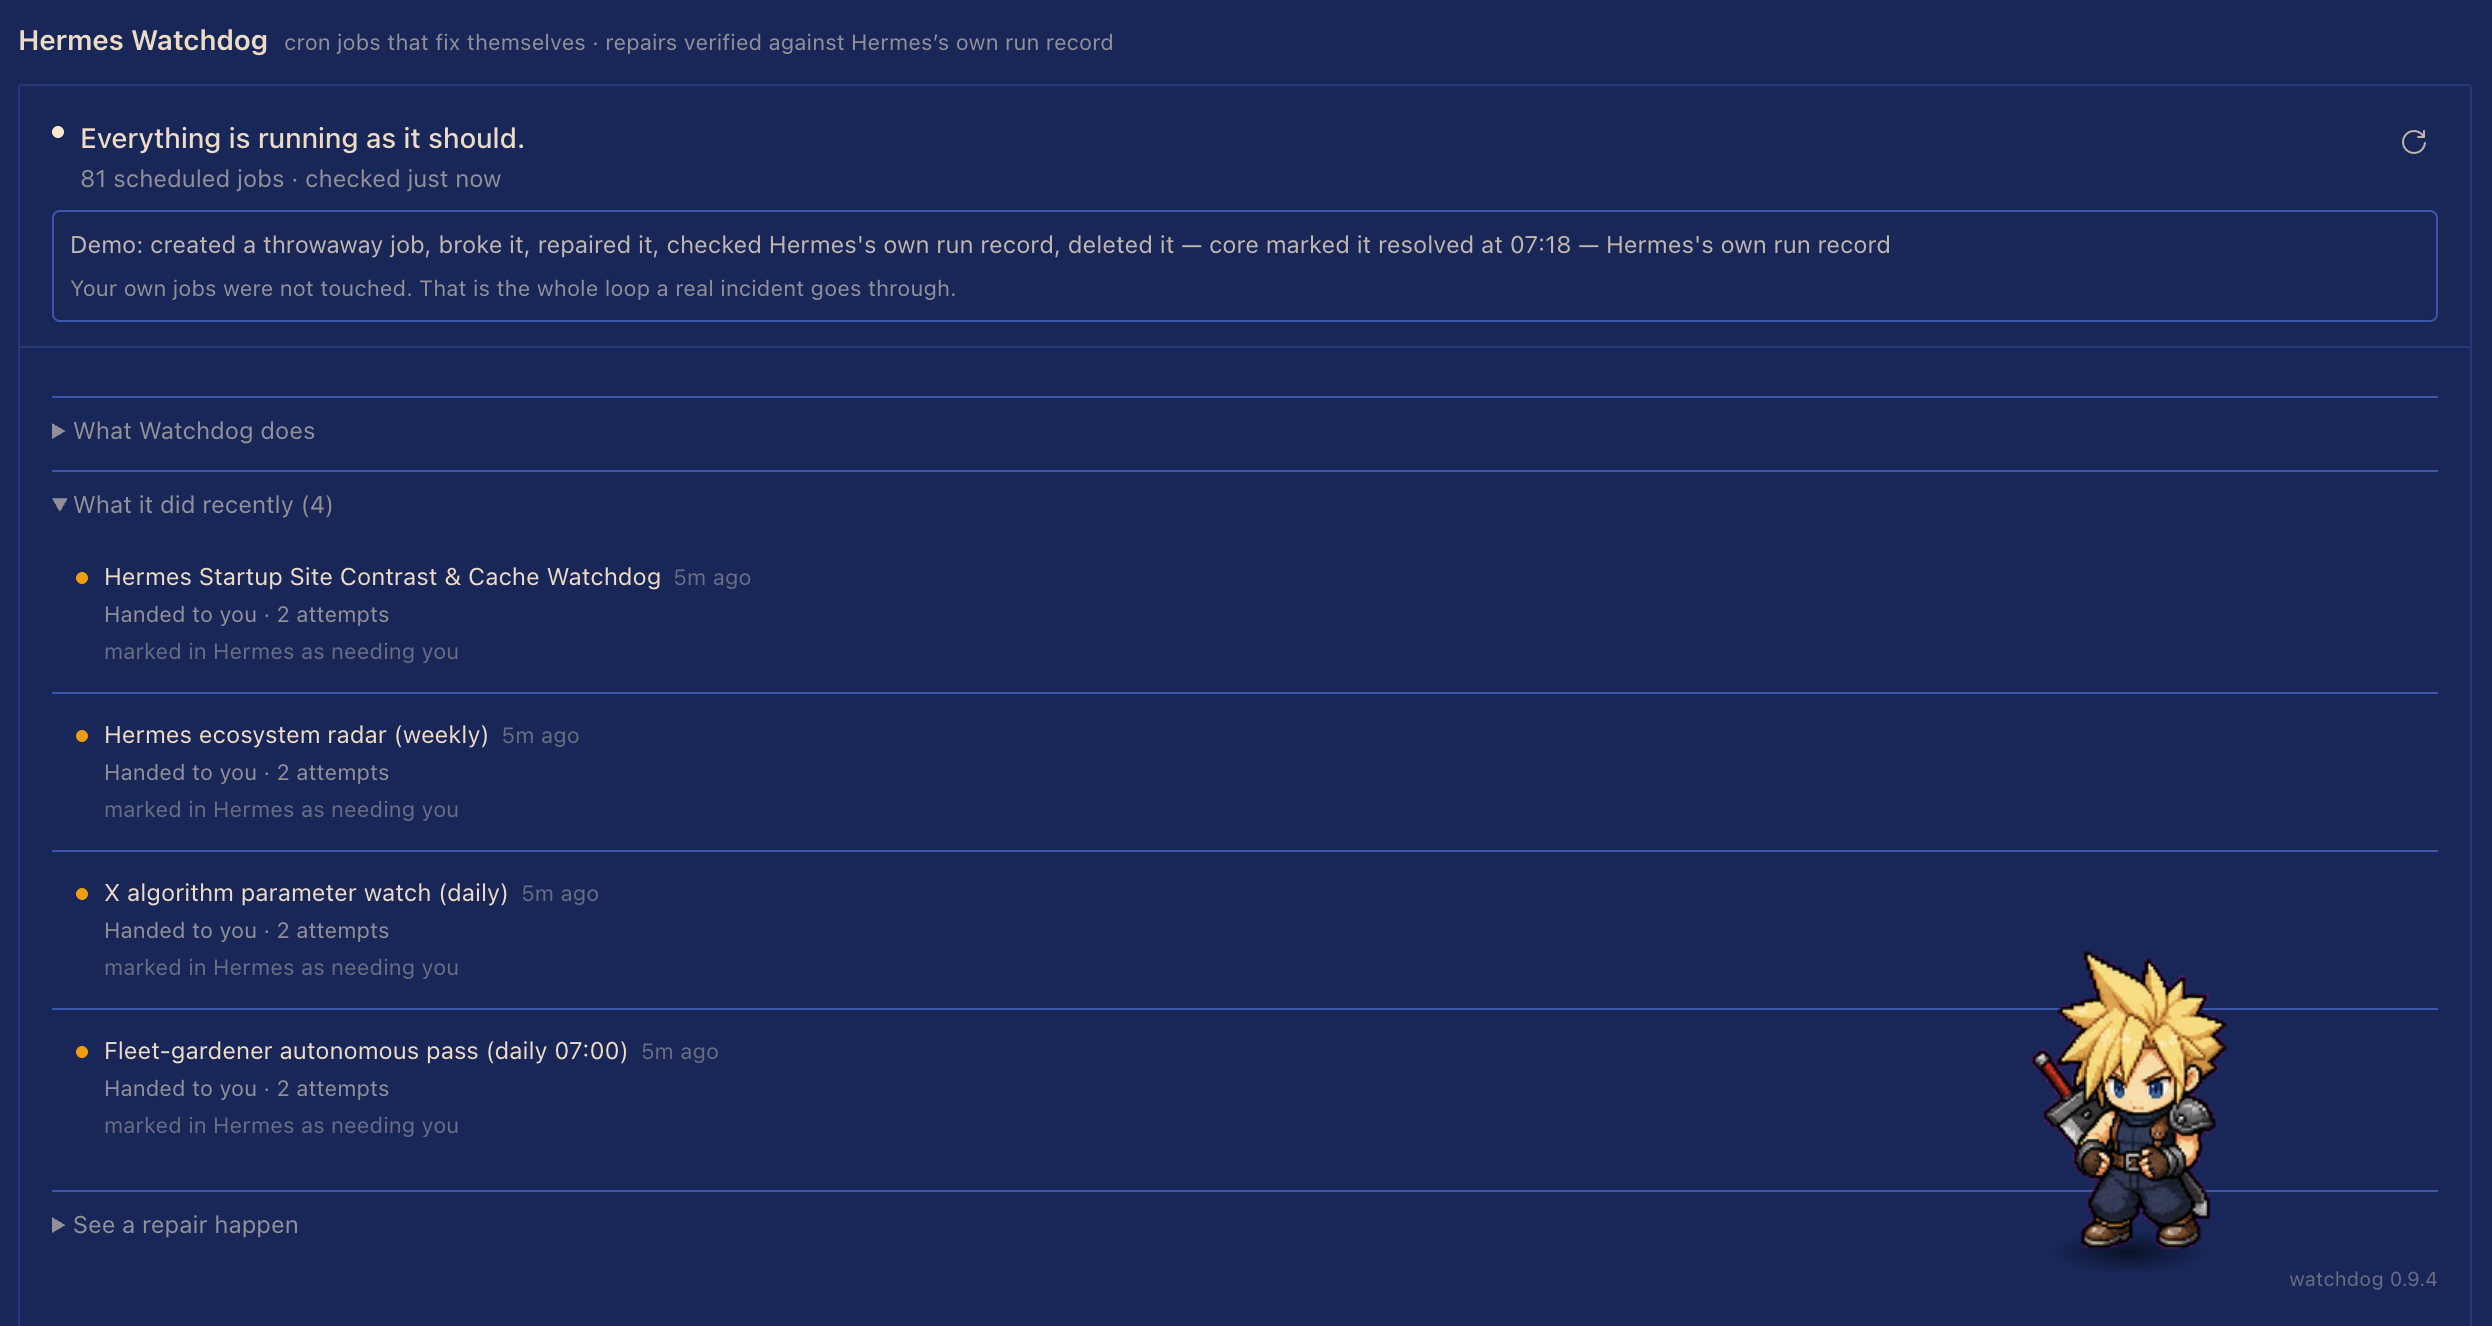 Hermes Watchdog cron jobs that fix themselves · repairs verified against Hermes’s own run record
Everything is running as it should.
81 scheduled jobs · checked just now
Demo: created a throwaway job, broke it, repaired it, checked Hermes's own run record, deleted it — core marked it resolved at 07:18 — Hermes's own run record
Your own jobs were not touched. That is the whole loop a real incident goes through.
What Watchdog does
What it did recently (4)
Hermes Startup Site Contrast & Cache Watchdog 5m ago
Handed to you · 2 attempts
marked in Hermes as needing you
Hermes ecosystem radar (weekly) 5m ago
Handed to you · 2 attempts
marked in Hermes as needing you
X algorithm parameter watch (daily) 5m ago
Handed to you · 2 attempts
marked in Hermes as needing you
Fleet-gardener autonomous pass (daily 07:00) 5m ago
Handed to you · 2 attempts
marked in Hermes as needing you
See a repair happen
watchdog 0.9.4